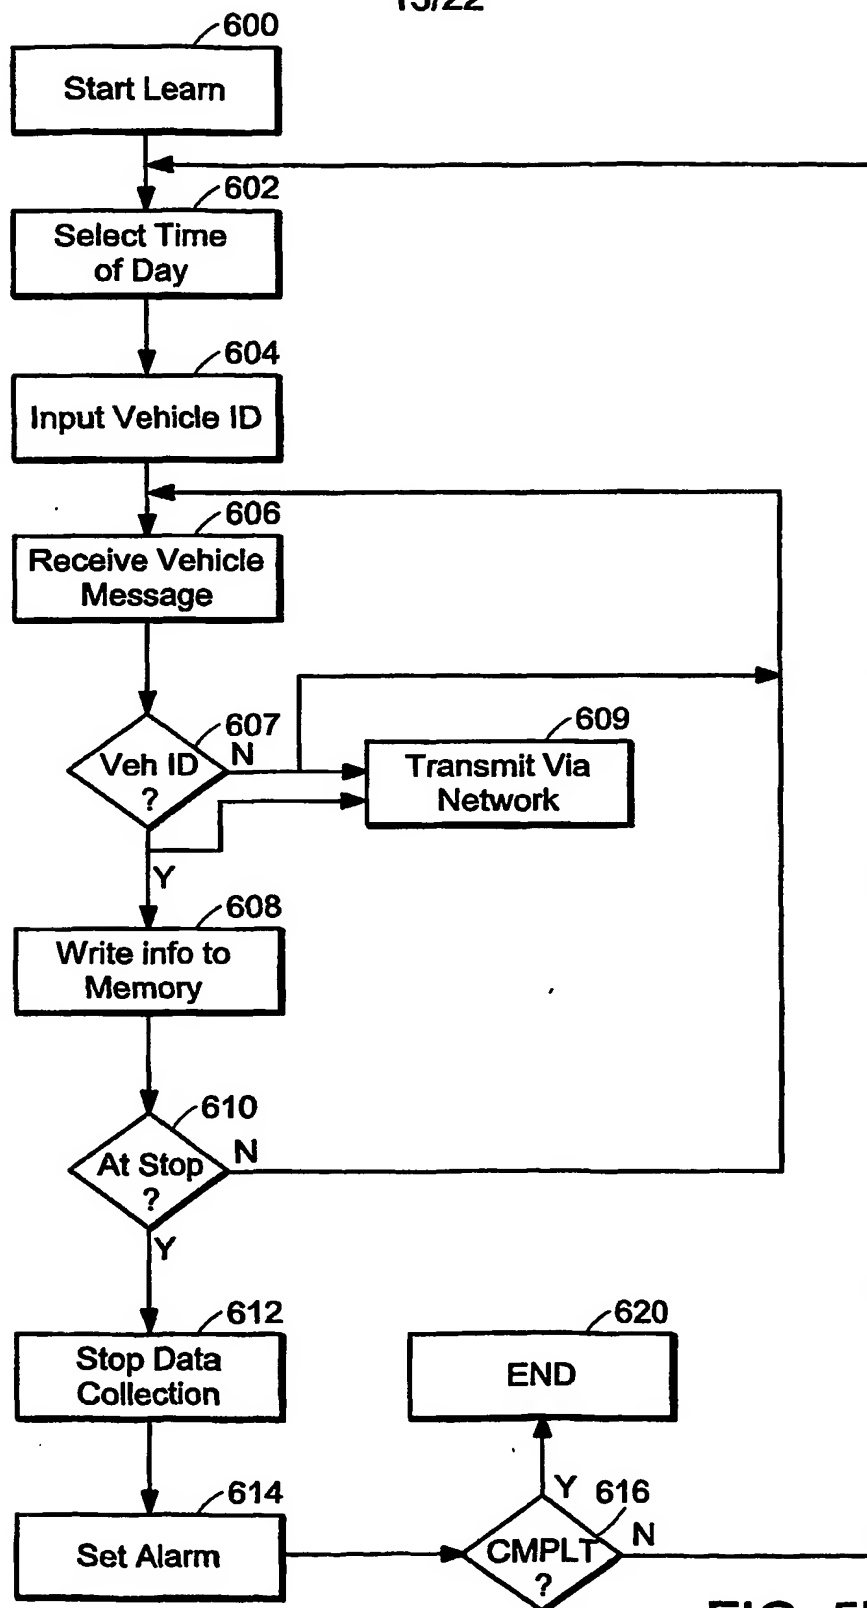 13/22
600
Start Learn
602
Select Time
of Day
604
Input Vehicle ID
606
Receive Vehicle
Message
607
Veh ID
?
N
609
Transmit Via
Network
Y
608
Write info to
Memory
610
At Stop
?
N
Y
612
Stop Data
Collection
620
END
614
Set Alarm
Y
616
CMPLT
?
N